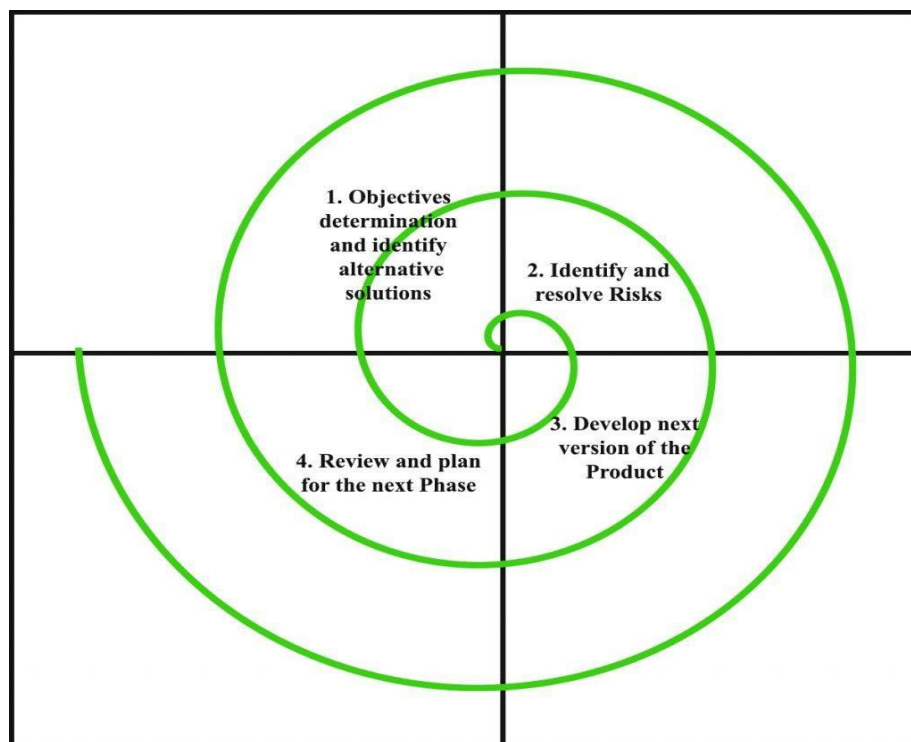 1. Objectives
determination
and identify
alternative
solutions
2. Identify and
resolve Risks
3. Develop next
version of the
Product
4. Review and plan
for the next Phase